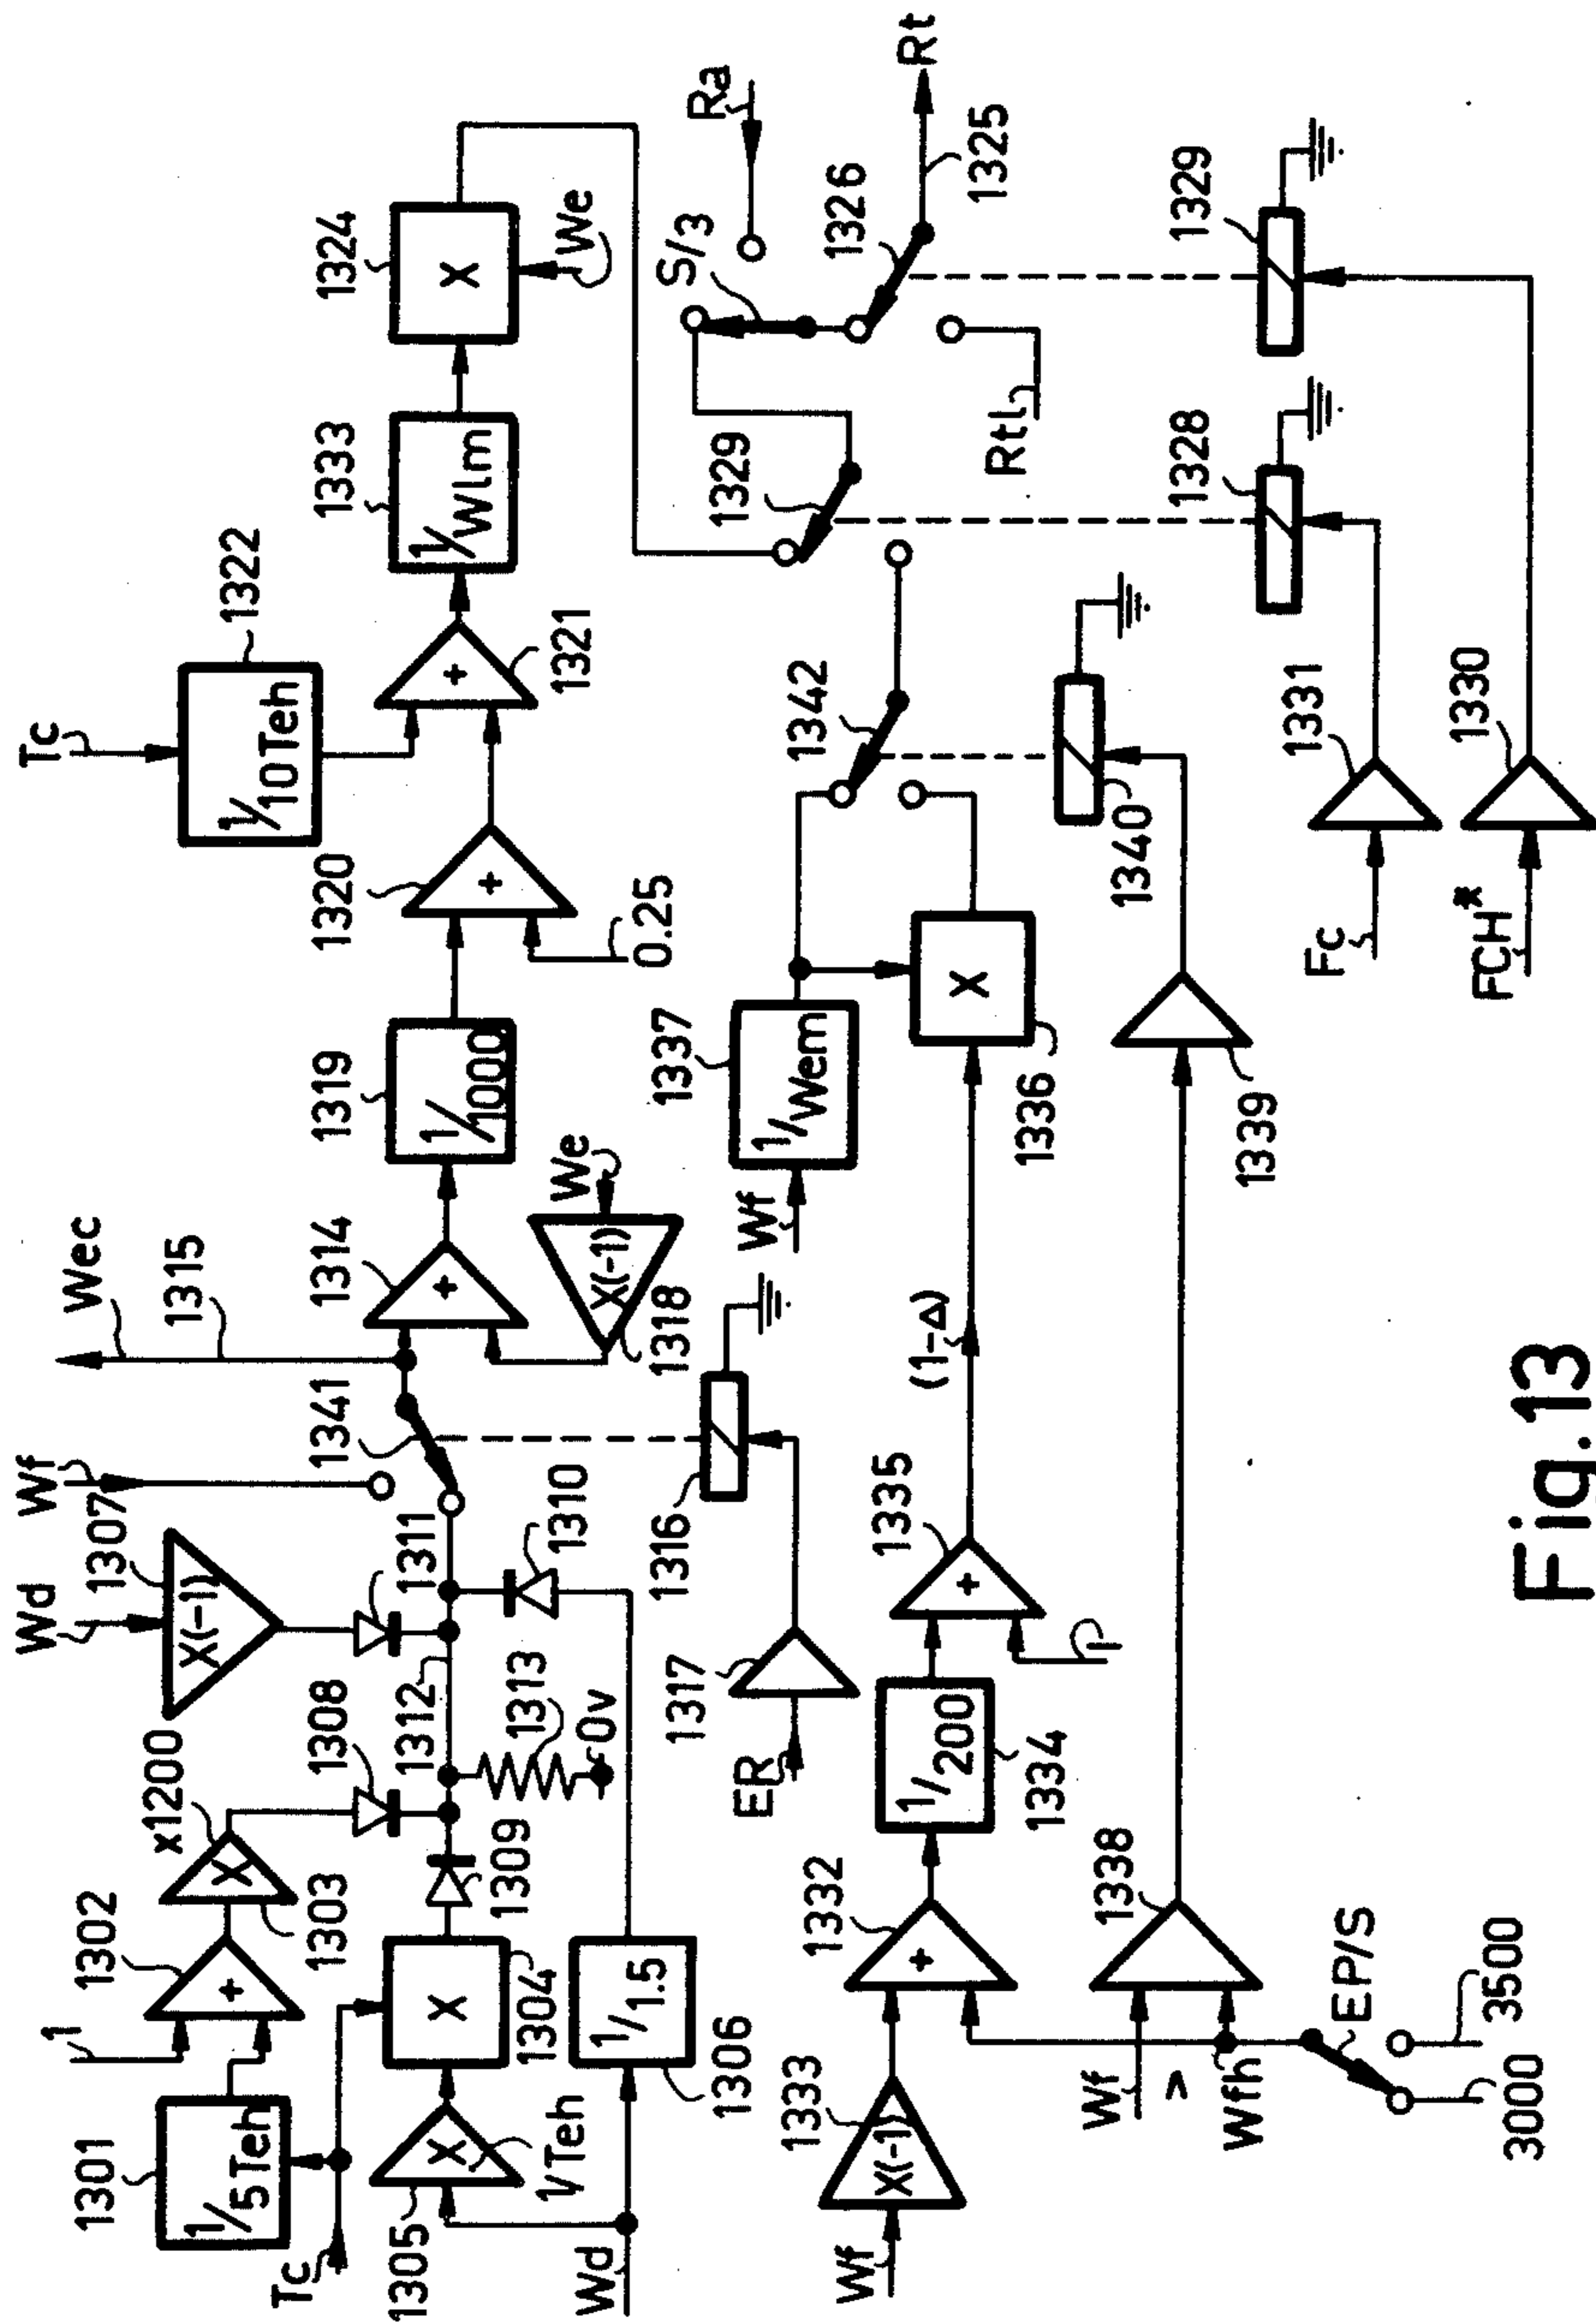 1301
1/5Teh
Tc
1
1302
1303
X
x1200
+
Wd
1307
X(-1)
Wf
1341
Wec
1315
1305
X
1/Teh
1304
X
1308
1309
1311
1312
1313
0v
1310
Wd
1/1.5
1306
1314
+
We
X(-1)
1318
1319
1/1000
1320
+
0.25
Tc
1322
1/10Teh
1321
+
1333
1/Wlm
1324
X
We
ER
1317
1316
Wf
1337
1/Wem
1342
1329
S/3
Ra
1326
Rt
1325
Rtl
Wf
1333
X(-1)
1332
+
1/200
1334
1335
+
1
(1-Δ)
X
1336
1340
1328
1329
Wf
>
Wfh
1338
1339
EP/S
3000
3500
Fc
1331
FCH*
1330
Fig.13